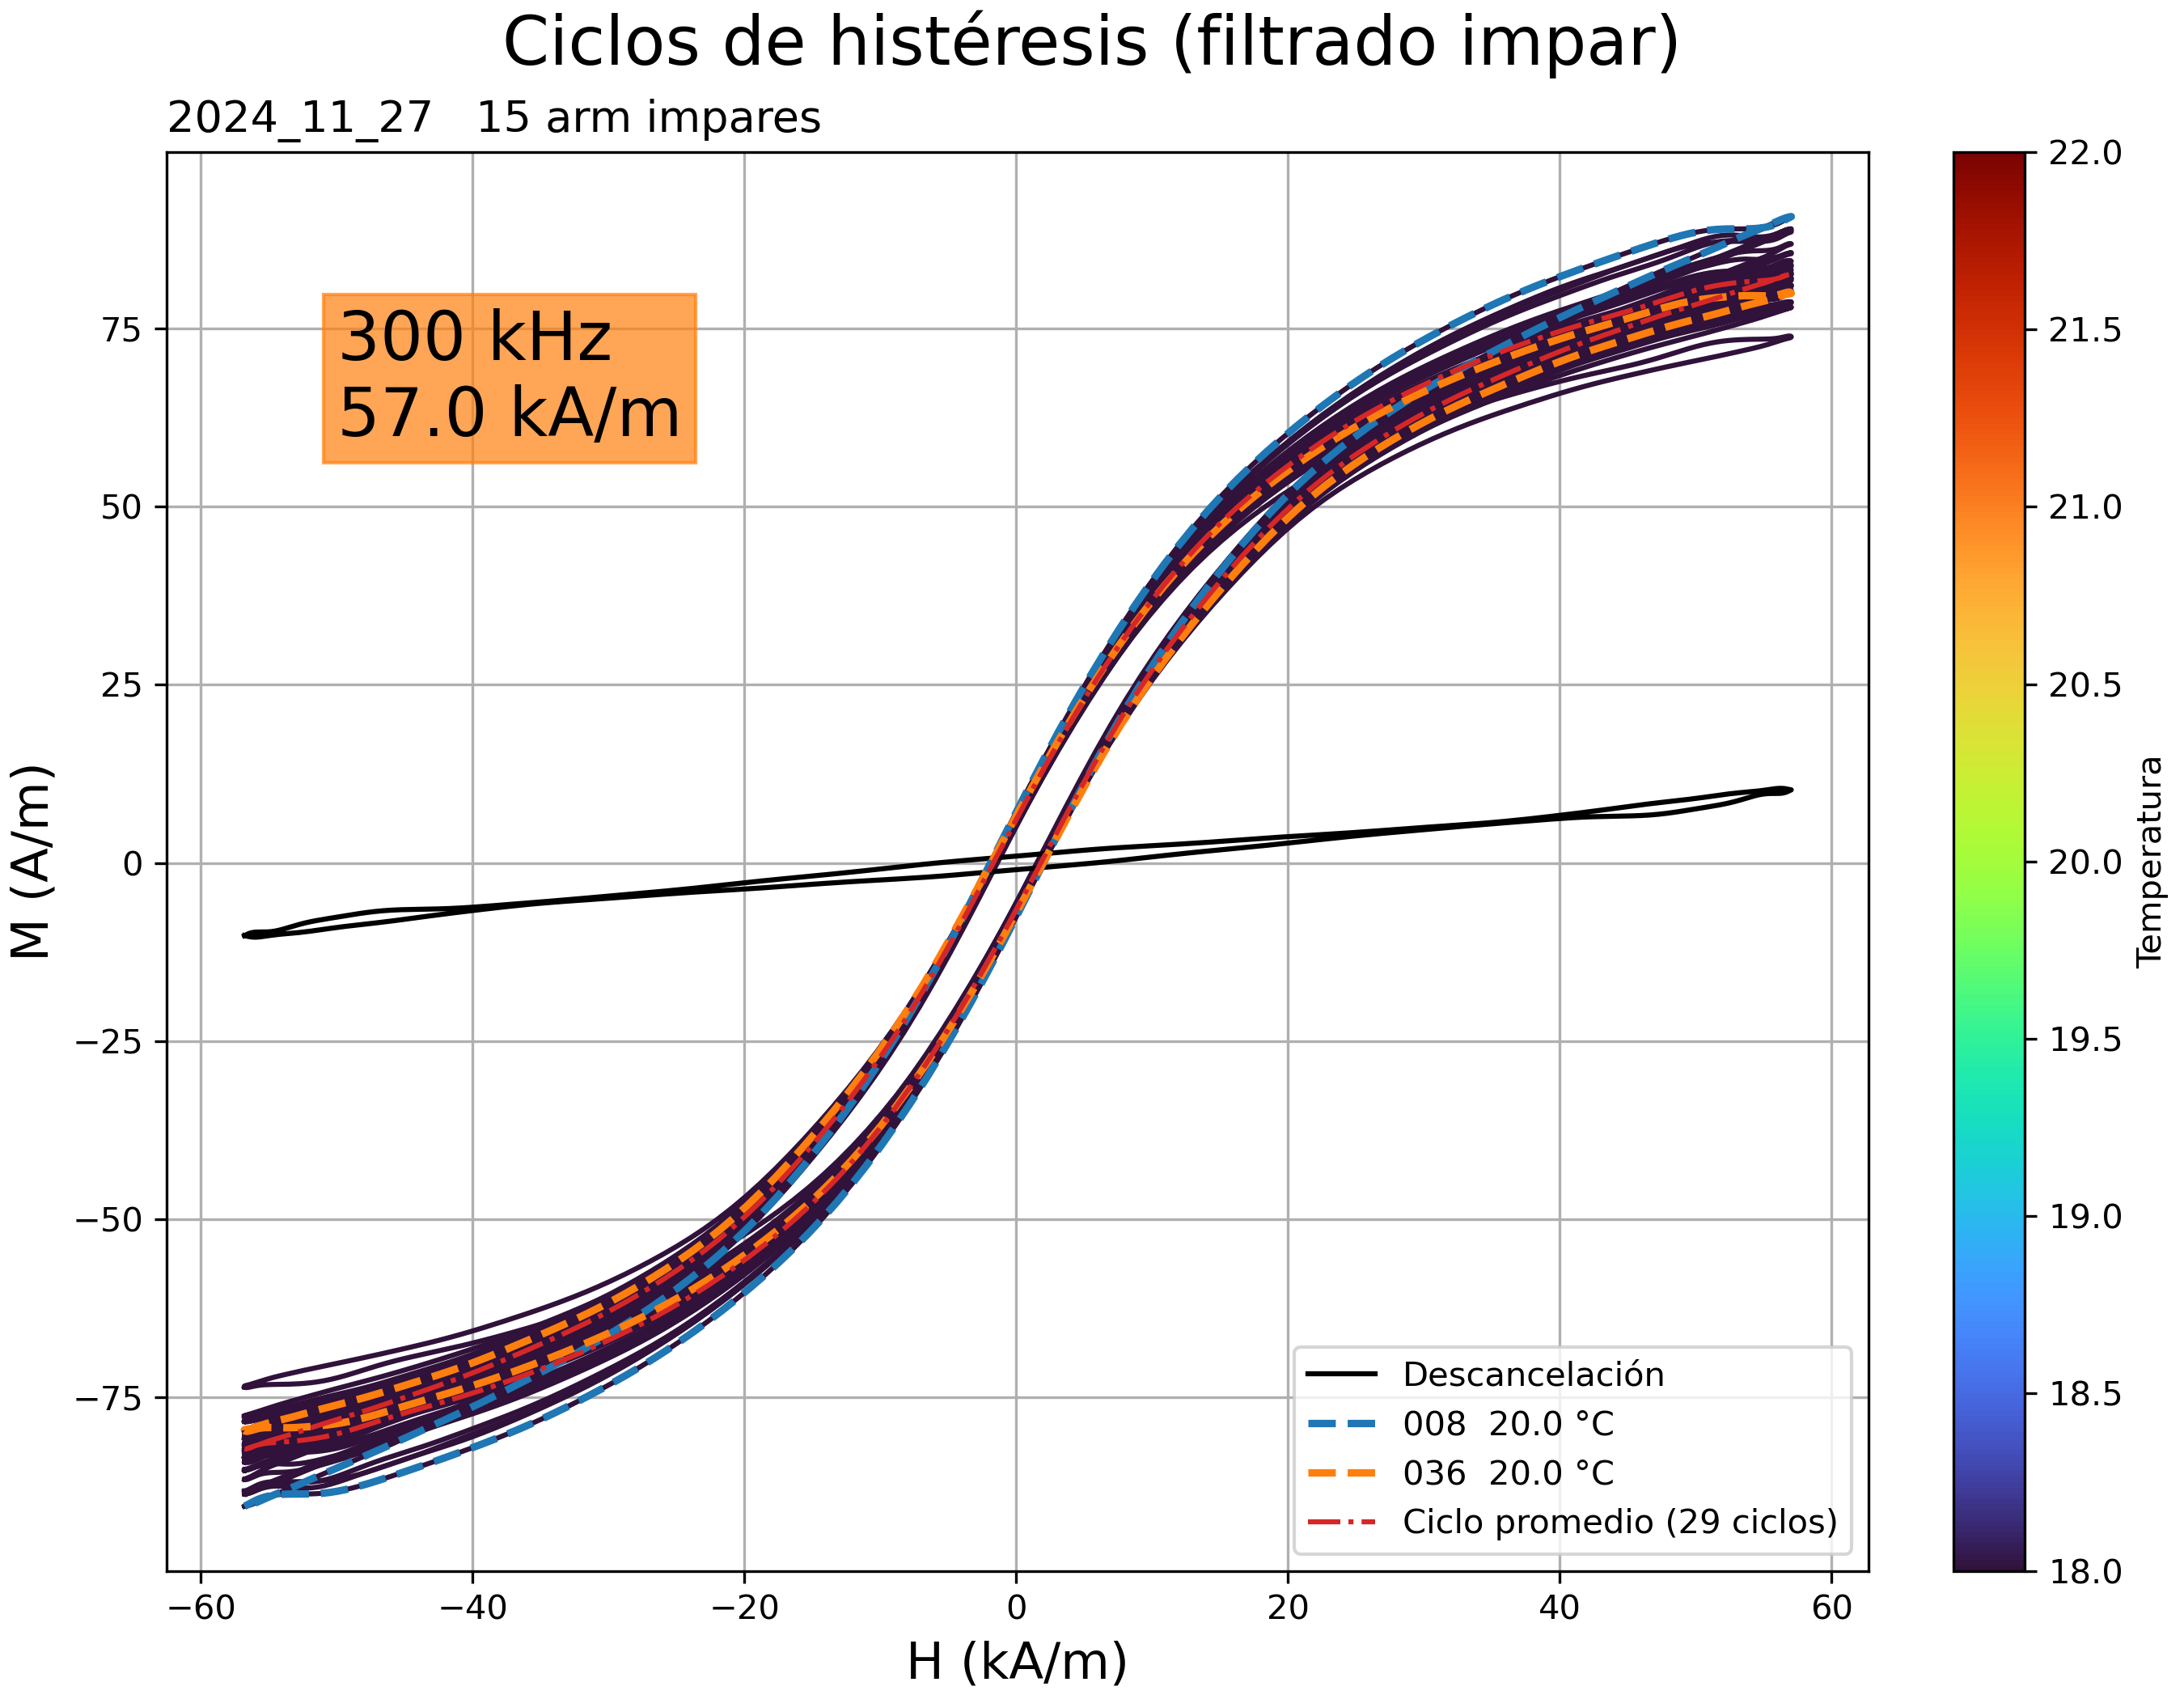 Ciclos de histéresis (filtrado impar)
2024_11_27   15 arm impares
300 kHz
57.0 kA/m
75
50
25
0
−25
−50
−75
M (A/m)
−60
−40
−20
0
20
40
60
H (kA/m)
Descancelación
008  20.0 °C
036  20.0 °C
Ciclo promedio (29 ciclos)
22.0
21.5
21.0
20.5
20.0
19.5
19.0
18.5
18.0
Temperatura